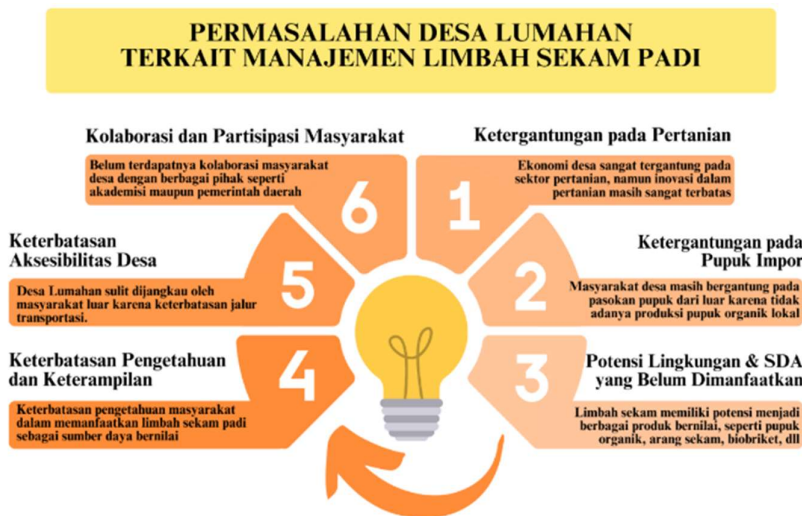 PERMASALAHAN DESA LUMAHAN
TERKAIT MANAJEMEN LIMBAH SEKAM PADI
Ketergantungan pada Pertanian
Ekonomi desa sangat tergantung pada
sektor pertanian, namun inovasi dalam
pertanian masih sangat terbatas
1
Ketergantungan pada
Pupuk Impor
Masyarakat desa masih bergantung pada
pasokan pupuk dari luar karena tidak
adanya produksi pupuk organik lokal
2
Potensi Lingkungan & SDA
yang Belum Dimanfaatkan
Limbah sekam memiliki potensi menjadi
berbagai produk bernilai, seperti pupuk
organik, arang sekam, biobriket, dll
3
Keterbatasan Pengetahuan
dan Keterampilan
Keterbatasan pengetahuan masyarakat
dalam memanfaatkan limbah sekam padi
sebagai sumber daya bernilai
4
Keterbatasan
Aksesibilitas Desa
Desa Lumahan sulit dijangkau oleh
masyarakat luar karena keterbatasan jalur
transportasi.
5
Kolaborasi dan Partisipasi Masyarakat
Belum terdapatnya kolaborasi masyarakat
desa dengan berbagai pihak seperti
akademisi maupun pemerintah daerah
6